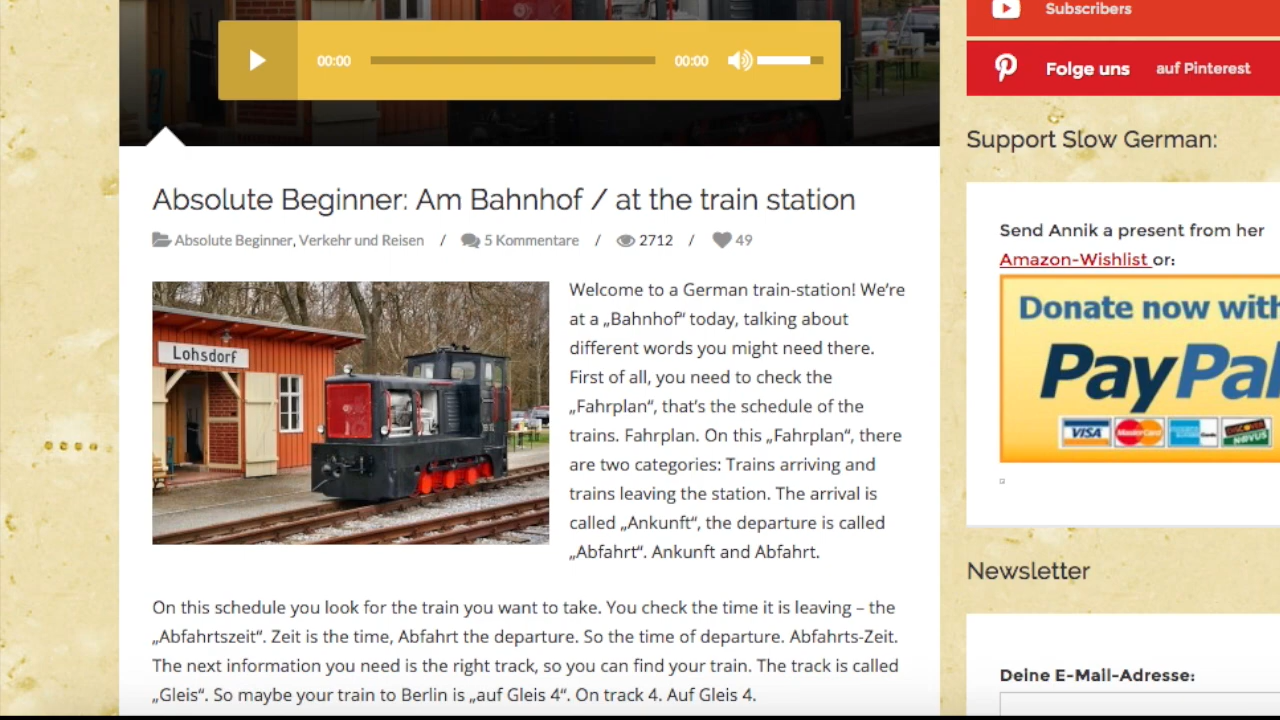 Subscribers
00:00
00:00
Folge uns auf Pinterest
Support Slow German:
Absolute Beginner: Am Bahnhof / at the train station
Absolute Beginner, Verkehr und Reisen / 5 Kommentare / 2712 / 49
Send Annik a present from her
Amazon-Wishlist or:
Donate now with
PayPal
VISA
MasterCard
DISCOVER
NOVUS
Lohsdorf
Welcome to a German train-station! We’re
at a „Bahnhof“ today, talking about
different words you might need there.
First of all, you need to check the
„Fahrplan“, that’s the schedule of the
trains. Fahrplan. On this „Fahrplan“, there
are two categories: Trains arriving and
trains leaving the station. The arrival is
called „Ankunft“, the departure is called
„Abfahrt“. Ankunft and Abfahrt.
On this schedule you look for the train you want to take. You check the time it is leaving – the
„Abfahrtszeit“. Zeit is the time, Abfahrt the departure. So the time of departure. Abfahrts-Zeit.
The next information you need is the right track, so you can find your train. The track is called
„Gleis“. So maybe your train to Berlin is „auf Gleis 4“. On track 4. Auf Gleis 4.
Newsletter
Deine E-Mail-Adresse: